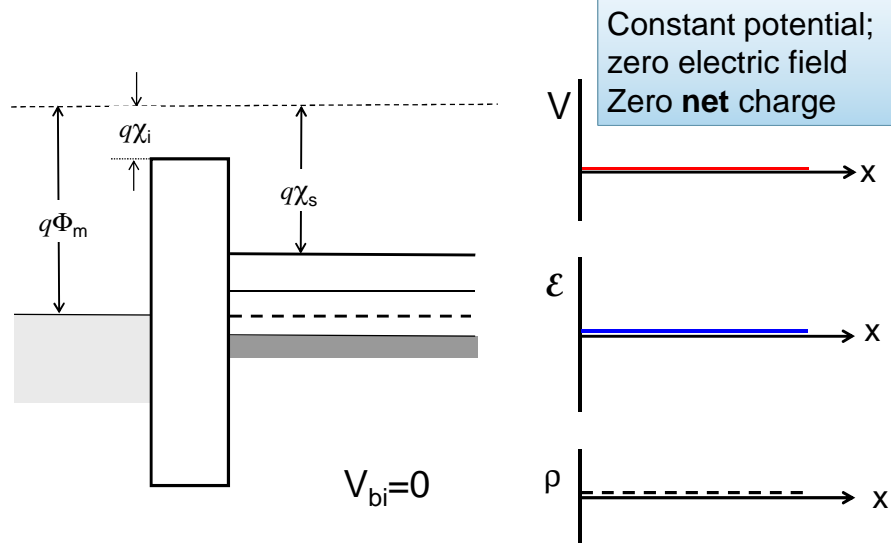 Constant potential;
zero electric field
Zero net charge
V
qχi
x
qχs
qΦm
ε
x
Vbi=0
ρ
x